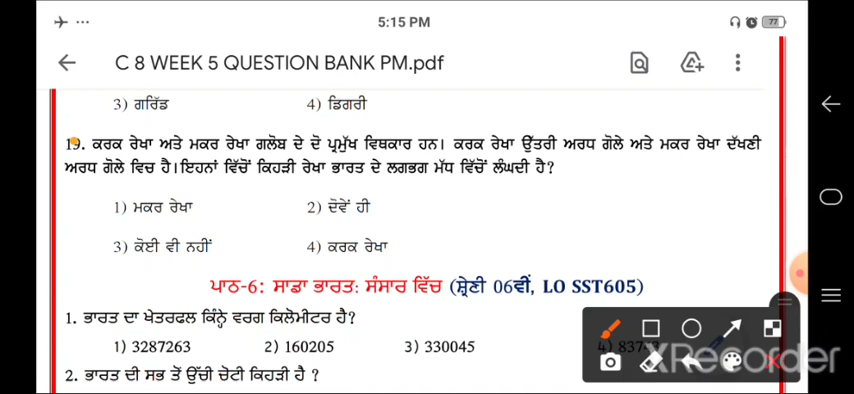 5:15 PM
77
C 8 WEEK 5 QUESTION BANK PM.pdf
3) ਗਰਿੱਡ 4) ਡਿਗਰੀ
19. ਕਰਕ ਰੇਖਾ ਅਤੇ ਮਕਰ ਰੇਖਾ ਗਲੋਬ ਦੇ ਦੋ ਪ੍ਰਮੁੱਖ ਵਿਥਕਾਰ ਹਨ। ਕਰਕ ਰੇਖਾ ਉੱਤਰੀ ਅਰਧ ਗੋਲੇ ਅਤੇ ਮਕਰ ਰੇਖਾ ਦੱਖਣੀ
ਅਰਧ ਗੋਲੇ ਵਿਚ ਹੈ।ਇਹਨਾਂ ਵਿੱਚੋਂ ਕਿਹੜੀ ਰੇਖਾ ਭਾਰਤ ਦੇ ਲਗਭਗ ਮੱਧ ਵਿੱਚੋਂ ਲੰਘਦੀ ਹੈ?
1) ਮਕਰ ਰੇਖਾ 2) ਦੋਵੇਂ ਹੀ
3) ਕੋਈ ਵੀ ਨਹੀਂ 4) ਕਰਕ ਰੇਖਾ
ਪਾਠ-6: ਸਾਡਾ ਭਾਰਤ: ਸੰਸਾਰ ਵਿੱਚ (ਸ਼੍ਰੇਣੀ 06ਵੀਂ, LO SST605)
1. ਭਾਰਤ ਦਾ ਖੇਤਰਫਲ ਕਿੰਨ੍ਹੇ ਵਰਗ ਕਿਲੋਮੀਟਰ ਹੈ?
1) 3287263 2) 160205 3) 330045 4)
2. ਭਾਰਤ ਦੀ ਸਭ ਤੋਂ ਉੱਚੀ ਚੋਟੀ ਕਿਹੜੀ ਹੈ ?
XRecorder